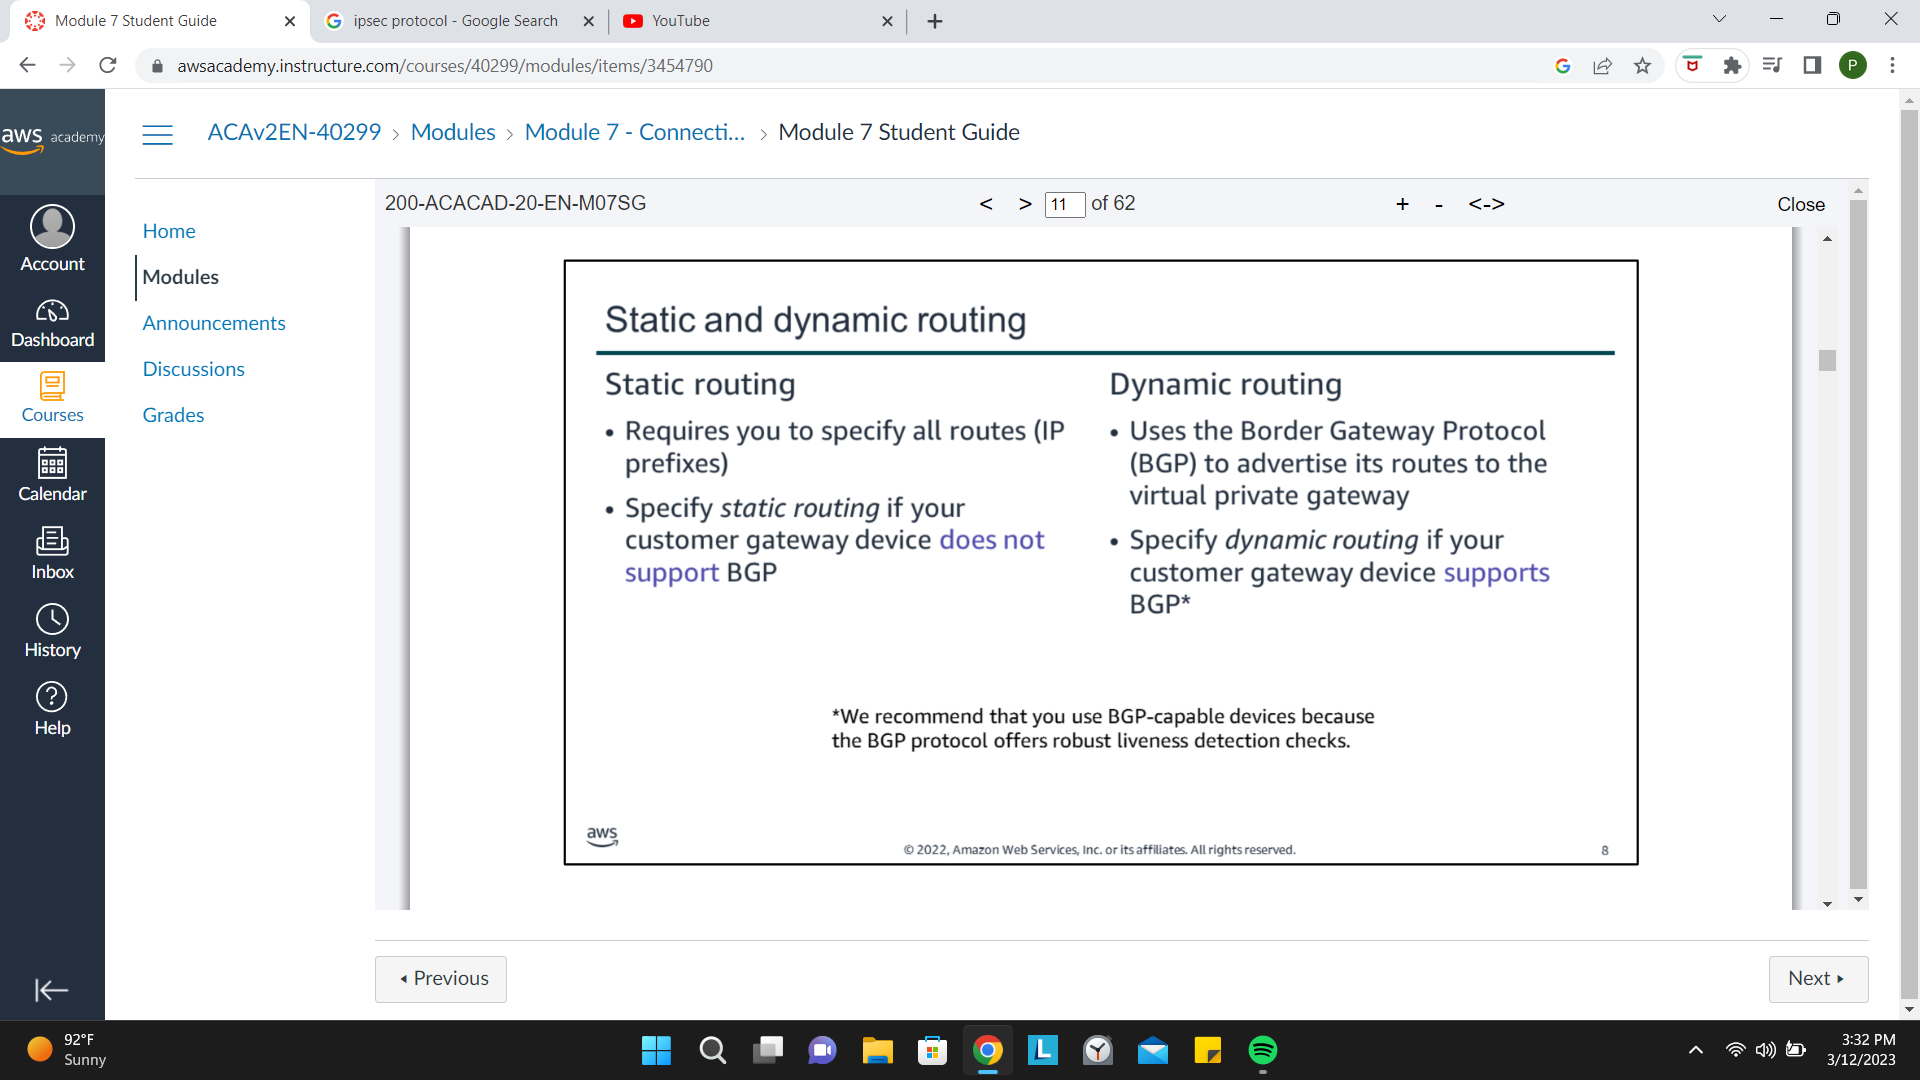 Module 7 Student Guide
ipsec protocol - Google Search
YouTube
awsacademy.instructure.com/courses/40299/modules/items/3454790
P
aws academy
ACAv2EN-40299 › Modules › Module 7 - Connecti... › Module 7 Student Guide
200-ACACAD-20-EN-M07SG
< > 11 of 62
+ - <->
Close
Account
Dashboard
Courses
Calendar
Inbox
History
Help
Home
Modules
Announcements
Discussions
Grades
Static and dynamic routing
Static routing
• Requires you to specify all routes (IP
prefixes)
• Specify static routing if your
customer gateway device does not
support BGP
Dynamic routing
• Uses the Border Gateway Protocol
(BGP) to advertise its routes to the
virtual private gateway
• Specify dynamic routing if your
customer gateway device supports
BGP*
*We recommend that you use BGP-capable devices because
the BGP protocol offers robust liveness detection checks.
aws
© 2022, Amazon Web Services, Inc. or its affiliates. All rights reserved.
8
Previous
Next
92°F
Sunny
L
3:32 PM
3/12/2023